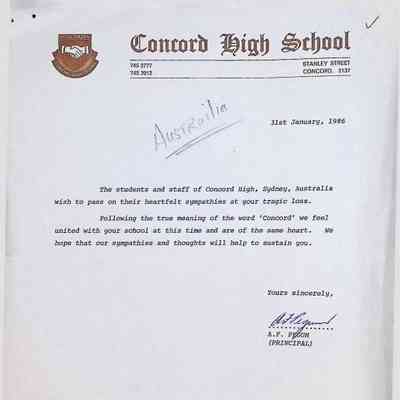 Concord High School
745 3777
745 3912
STANLEY STREET
CONCORD. 2137
31st January, 1986
Austrailia
The students and staff of Concord High, Sydney, Australia
wish to pass on their heartfelt sympathies at your tragic loss.
Following the true meaning of the word 'Concord' we feel
united with your school at this time and are of the same heart. We
hope that our sympathies and thoughts will help to sustain you.
Yours sincerely,
(PRINCIPAL)